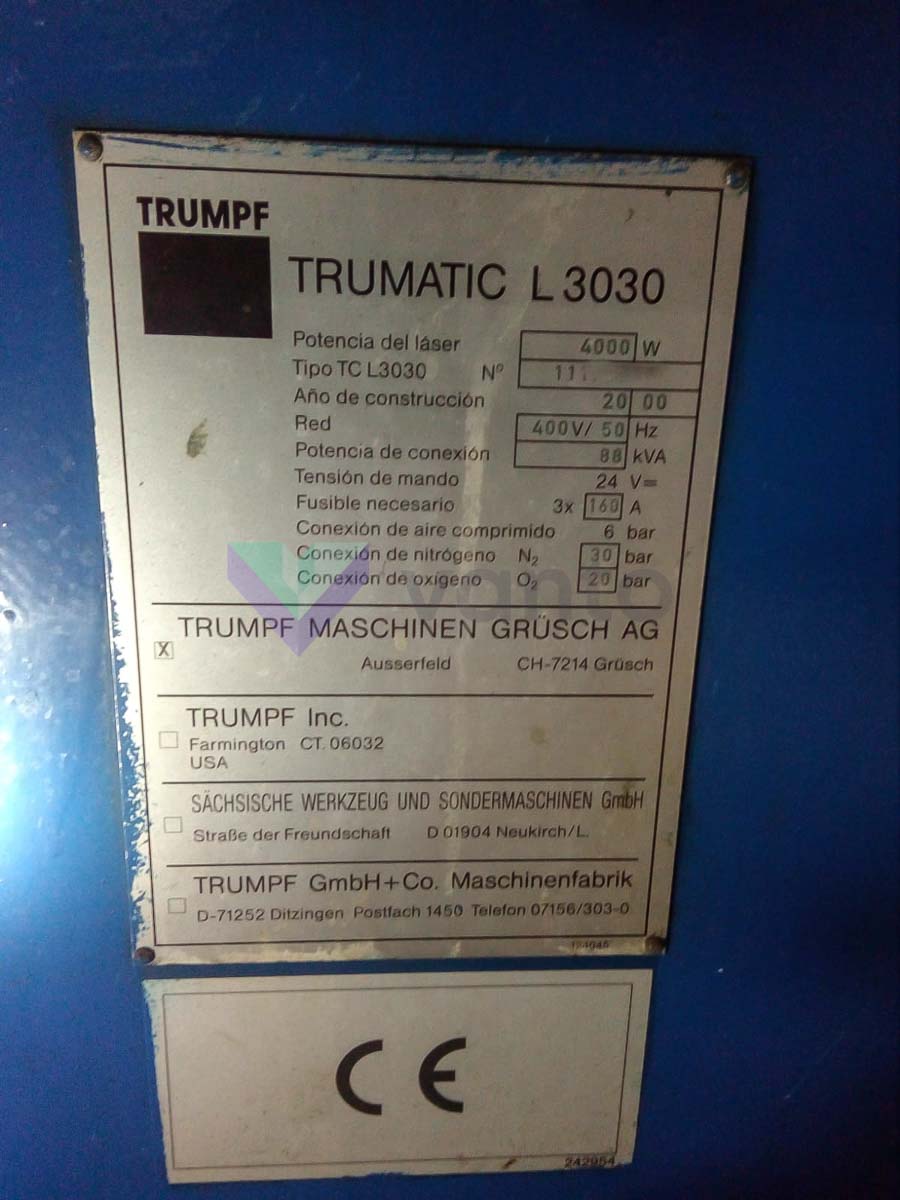 TRUMPF
TRUMATIC L 3030
Potencia del láser 4000 W
Tipo TC L3030 Nº
Año de construcción 20 00
Red 400V/ 50 Hz
Potencia de conexión 88 kVA
Tensión de mando 24 V=
Fusible necesario 3x 160 A
Conexión de aire comprimido 6 bar
Conexión de nitrógeno N₂ 30 bar
Conexión de oxígeno O₂ 20 bar
vanto
TRUMPF MASCHINEN GRÜSCH AG
X
Ausserfeld CH-7214 Grüsch
TRUMPF Inc.
Farmington CT. 06032
USA
SÄCHSISCHE WERKZEUG UND SONDERMASCHINEN GmbH
Straße der Freundschaft D 01904 Neukirch/L.
TRUMPF GmbH+Co. Maschinenfabrik
D-71252 Ditzingen Postfach 1450 Telefon 07156/303-0
CE
242954